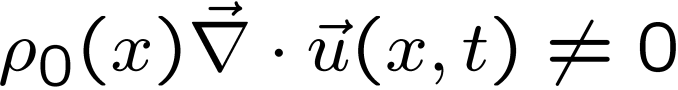 ρ₀(x)∇⃗ · u⃗(x, t) ≠ 0